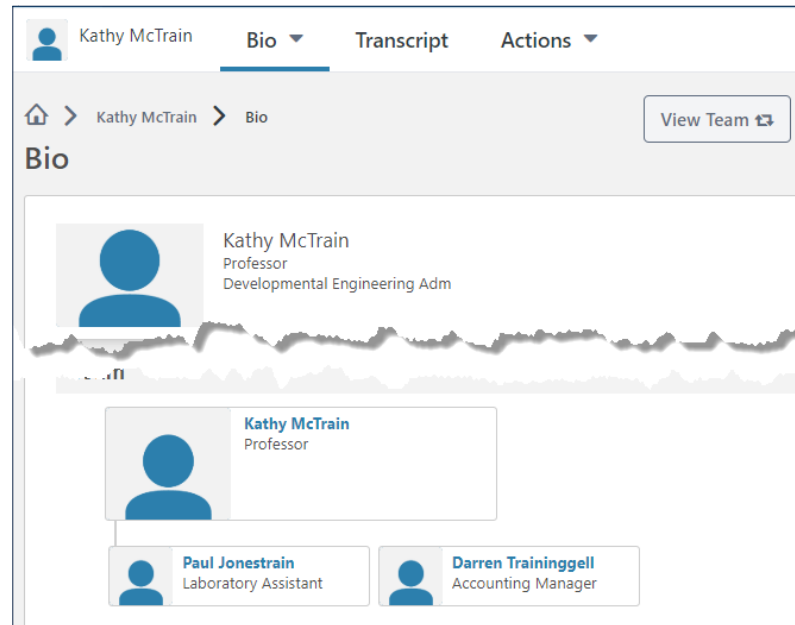 Kathy McTrain
Bio
Transcript
Actions
Kathy McTrain
Bio
View Team
Bio
Kathy McTrain
Professor
Developmental Engineering Adm
Kathy McTrain
Professor
Paul Jonestrain
Laboratory Assistant
Darren Traininggell
Accounting Manager